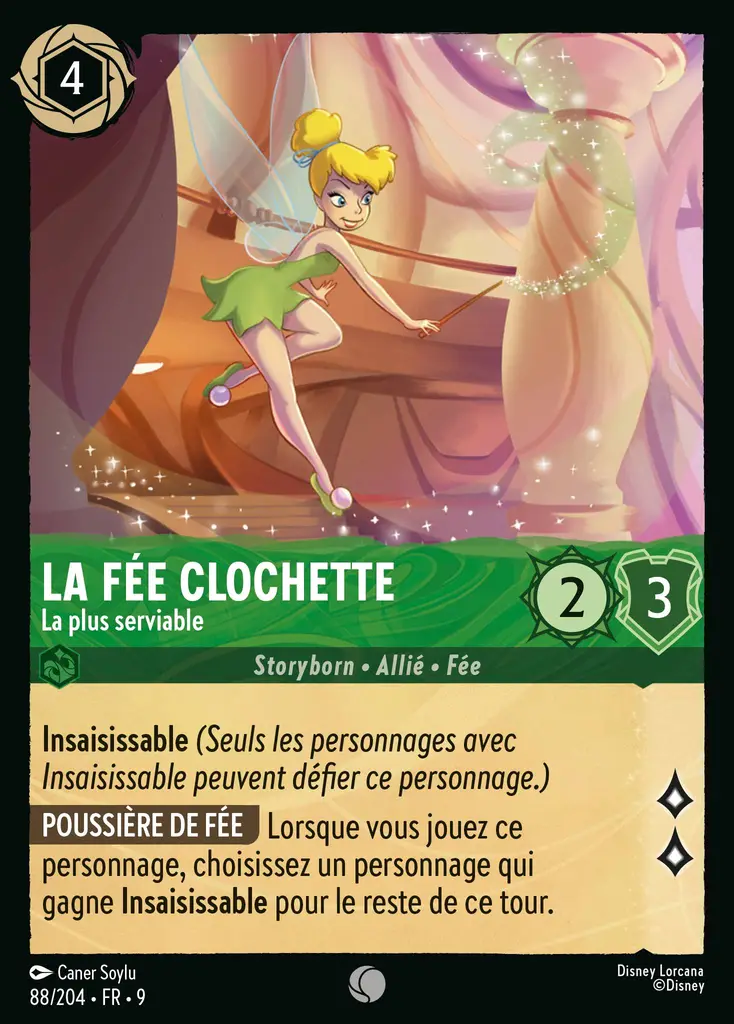 4
LA FÉE CLOCHETTE
La plus serviable
2
3
Storyborn • Allié • Fée
Insaisissable (Seuls les personnages avec
Insaisissable peuvent défier ce personnage.)
POUSSIÈRE DE FÉE Lorsque vous jouez ce
personnage, choisissez un personnage qui
gagne Insaisissable pour le reste de ce tour.
Caner Soylu
88/204 • FR • 9
Disney Lorcana
©Disney